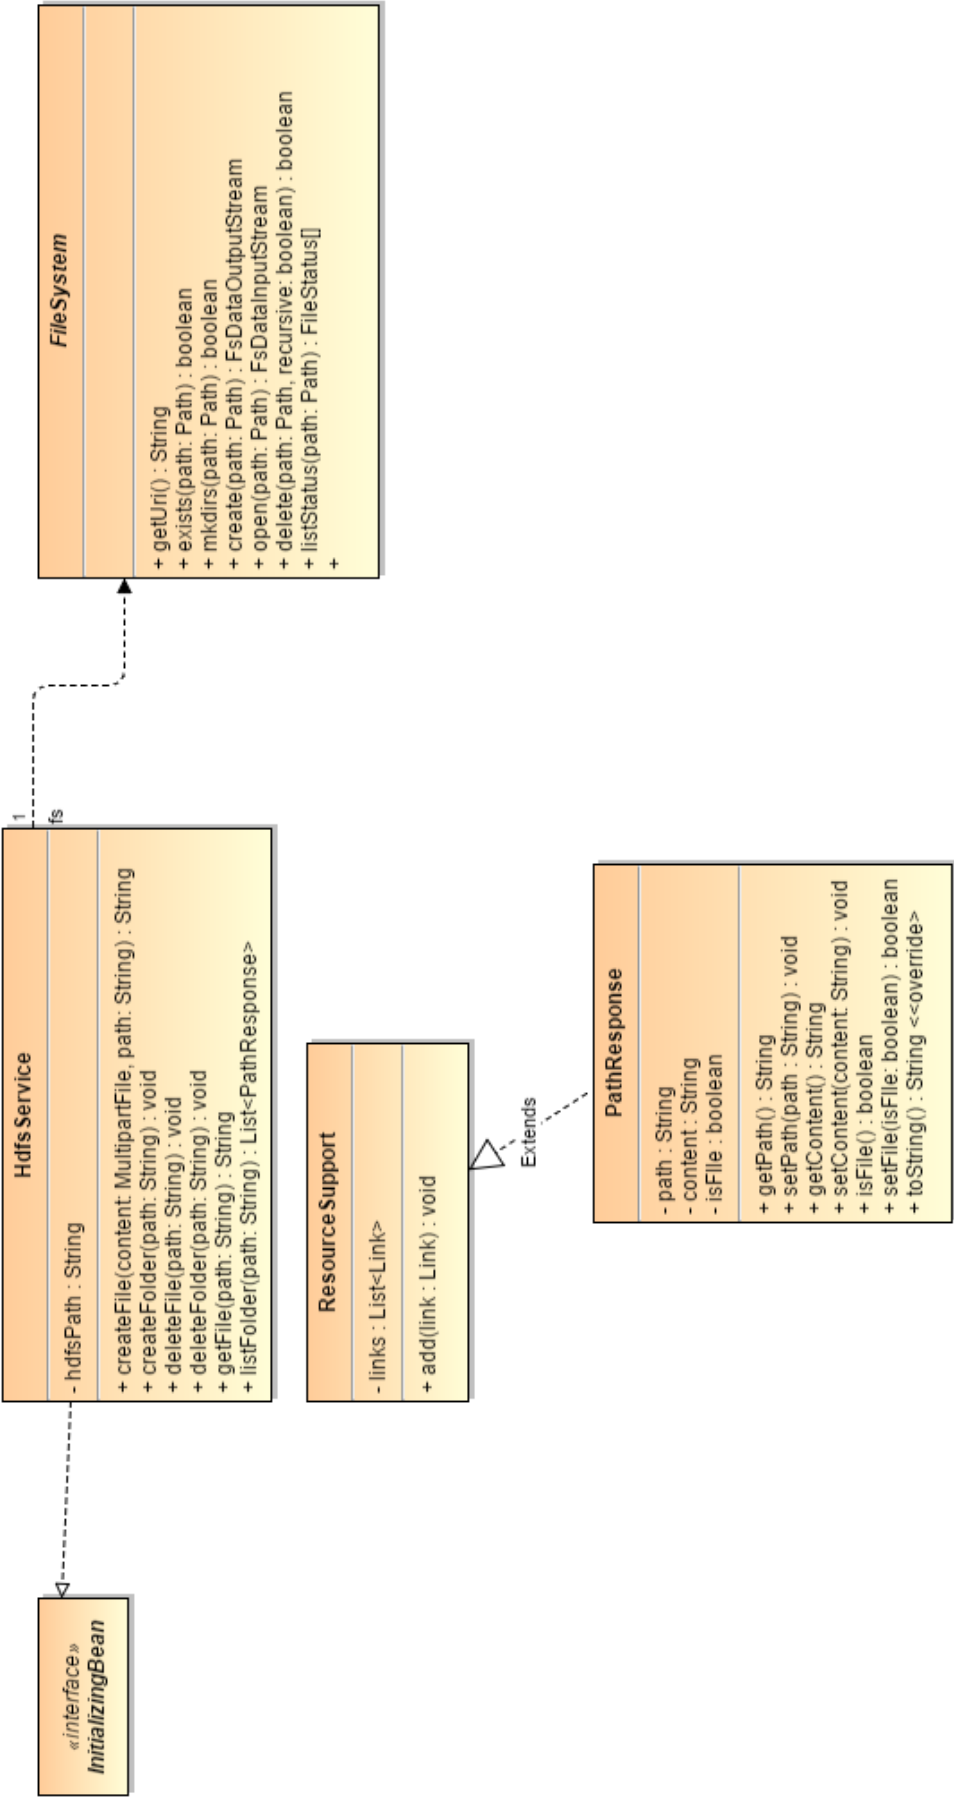 «interface»
InitializingBean
HdfsService
- hdfsPath : String
+ createFile(content: MultipartFile, path: String) : String
+ createFolder(path: String) : void
+ deleteFile(path: String) : void
+ deleteFolder(path: String) : void
+ getFile(path: String) : String
+ listFolder(path: String) : List<PathResponse>
1
fs
FileSystem
+ getUri() : String
+ exists(path: Path) : boolean
+ mkdirs(path: Path) : boolean
+ create(path: Path) : FsDataOutputStream
+ open(path: Path) : FsDataInputStream
+ delete(path: Path, recursive: boolean) : boolean
+ listStatus(path: Path) : FileStatus[]
+
ResourceSupport
- links : List<Link>
+ add(link : Link) : void
Extends
PathResponse
- path : String
- content : String
- isFIle : boolean
+ getPath() : String
+ setPath(path : String) : void
+ getContent() : String
+ setContent(content: String) : void
+ isFile() : boolean
+ setFile(isFIle: boolean) : boolean
+ toString() : String <<override>